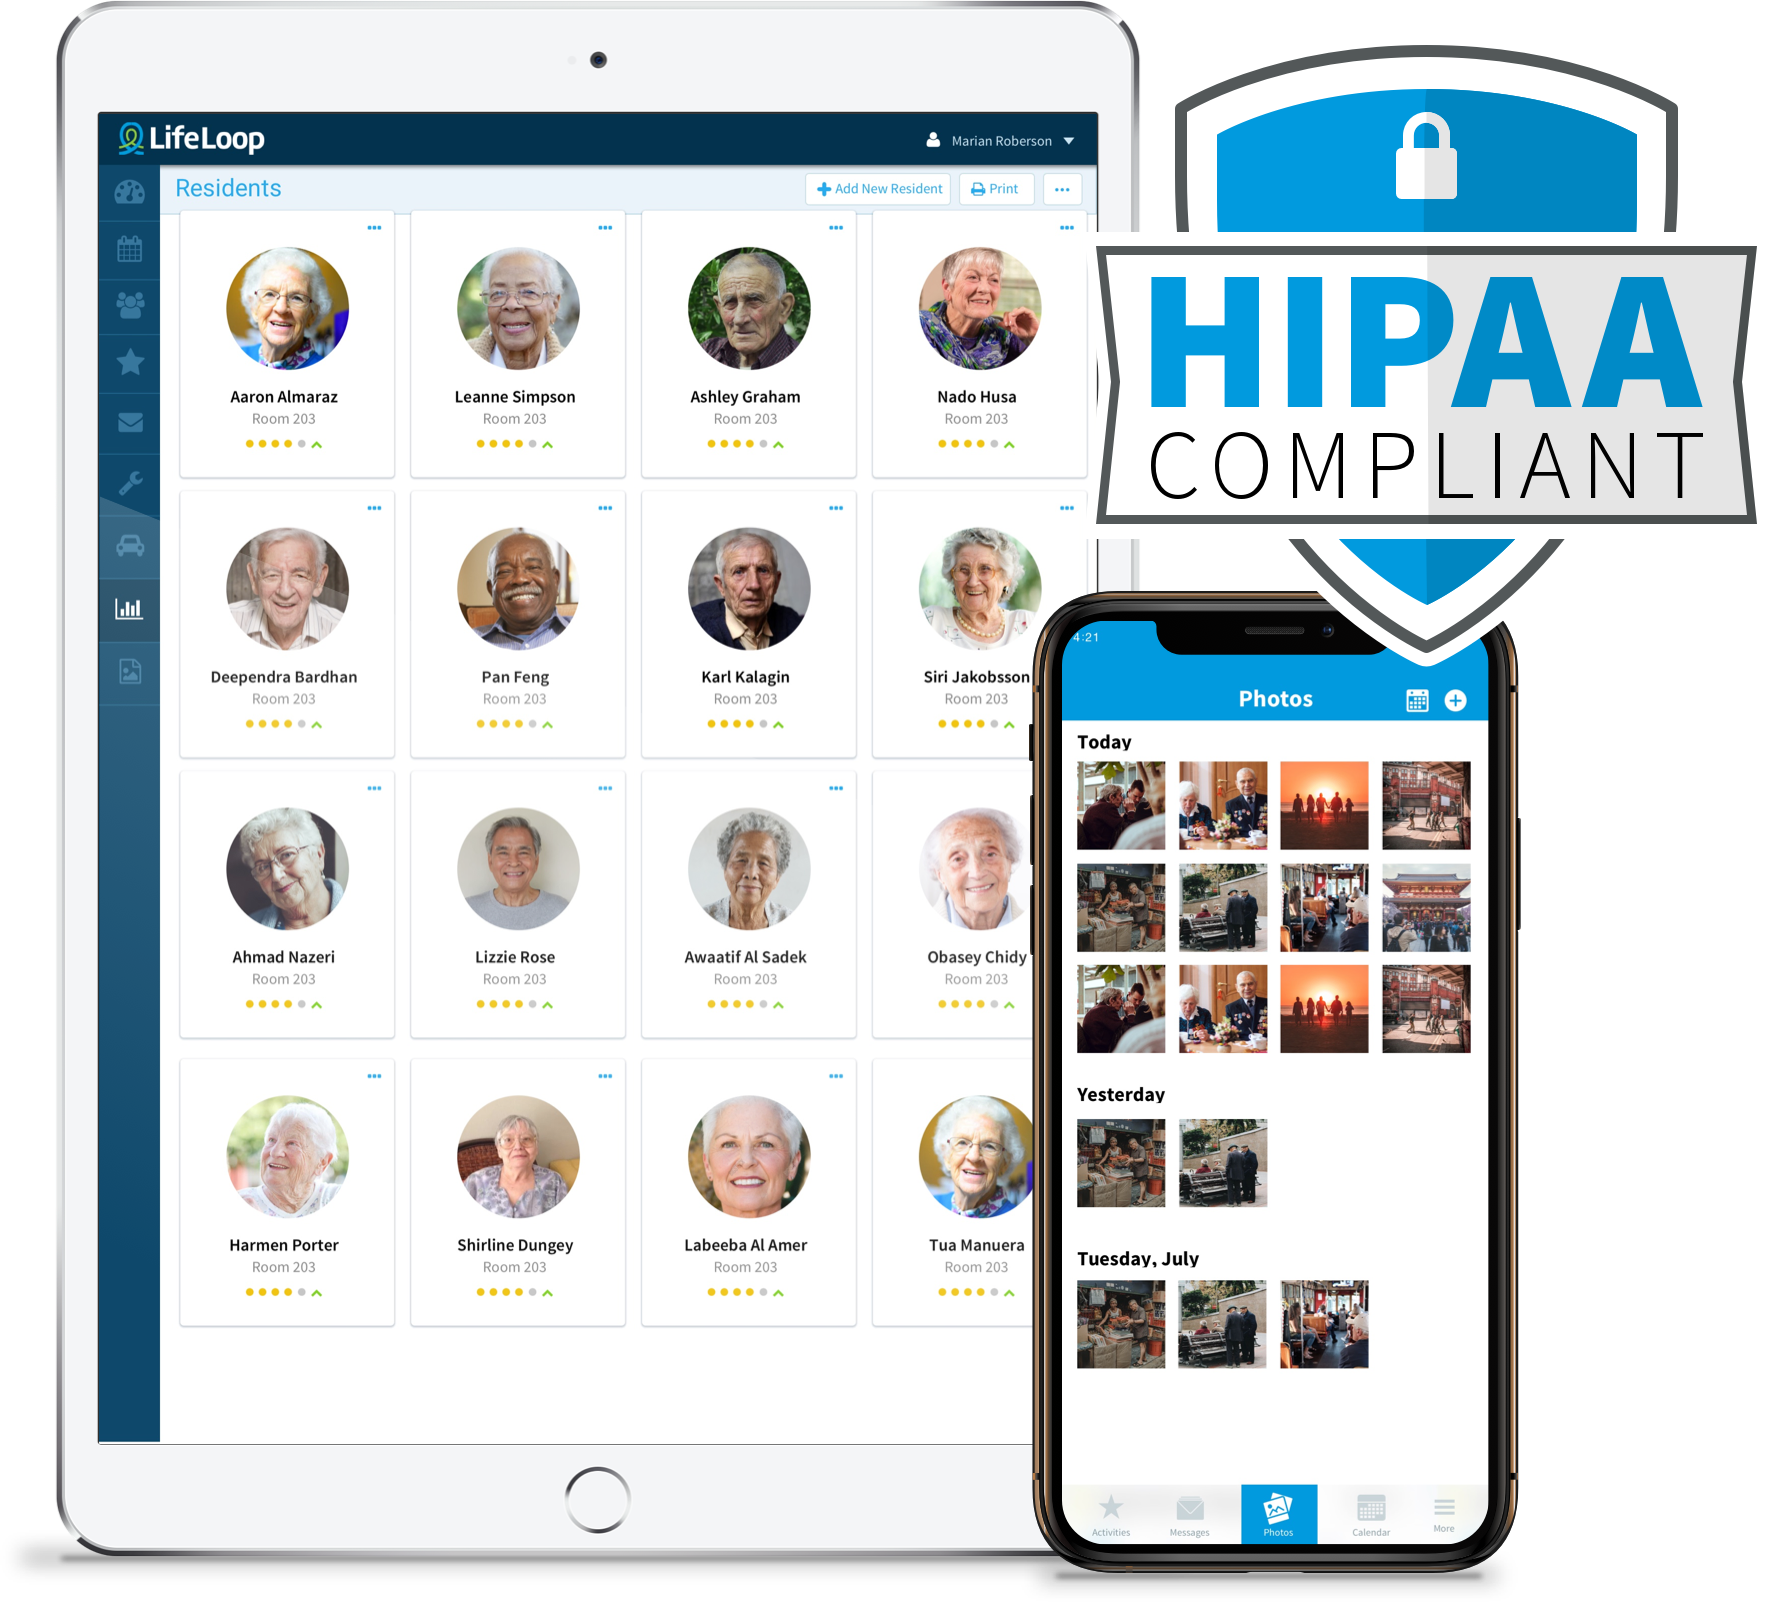 LifeLoop
Marian Roberson
Residents
Add New Resident
Print
Aaron Almaraz
Room 203
Leanne Simpson
Room 203
Ashley Graham
Room 203
Nado Husa
Room 203
Deependra Bardhan
Room 203
Pan Feng
Room 203
Karl Kalagin
Room 203
Siri Jakobsson
Room 203
Ahmad Nazeri
Room 203
Lizzie Rose
Room 203
Awaatif Al Sadek
Room 203
Obasey Chidy
Room 203
Harmen Porter
Room 203
Shirline Dungey
Room 203
Labeeba Al Amer
Room 203
Tua Manuera
Room 203
HIPAA
COMPLIANT
4:21
Photos
Today
Yesterday
Tuesday, July
Activities
Messages
Photos
Calendar
More